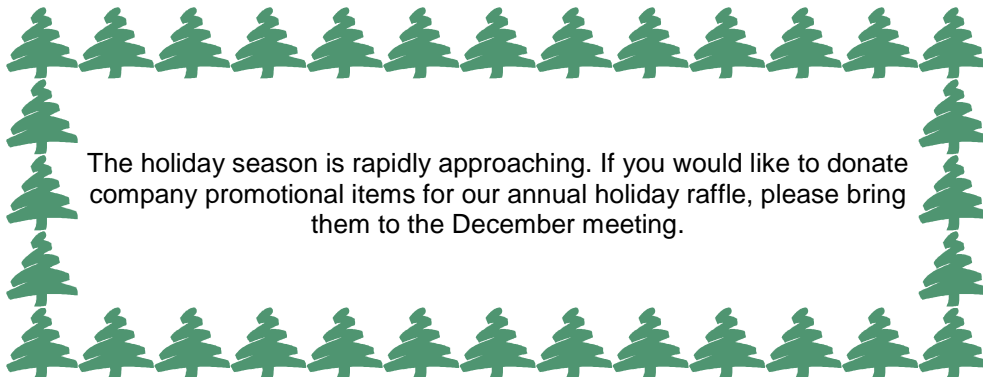 The holiday season is rapidly approaching. If you would like to donate
company promotional items for our annual holiday raffle, please bring
them to the December meeting.